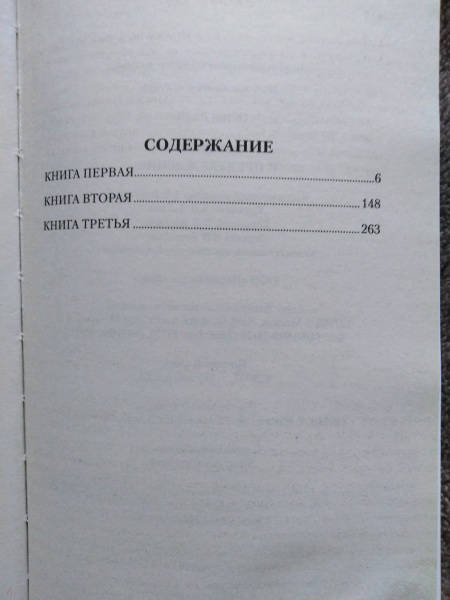 СОДЕРЖАНИЕ
КНИГА ПЕРВАЯ........................................................................6
КНИГА ВТОРАЯ....................................................................148
КНИГА ТРЕТЬЯ....................................................................263